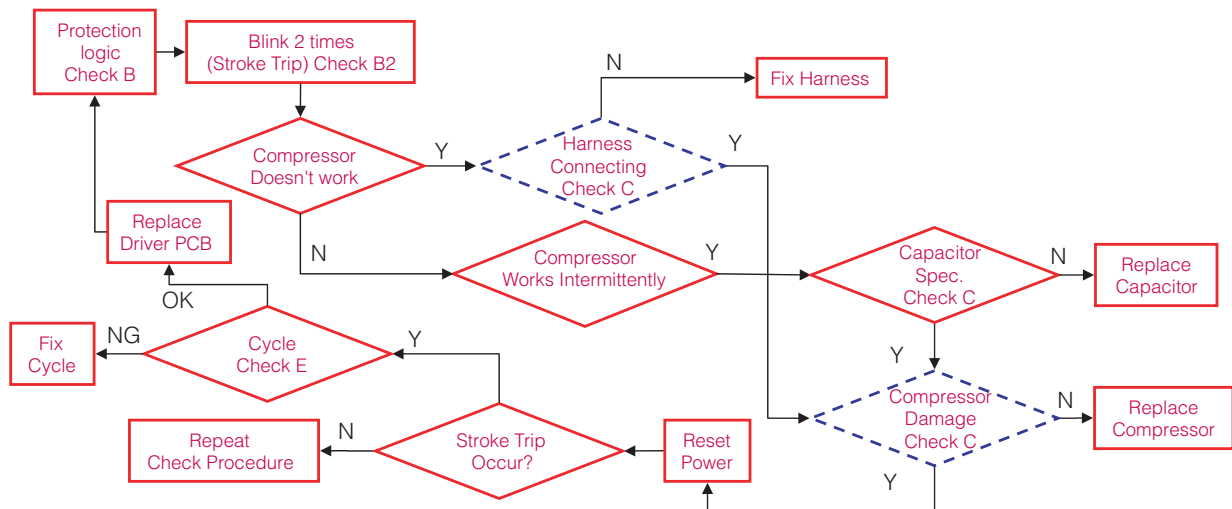 Protection
logic
Check B
Blink 2 times
(Stroke Trip) Check B2
N
Fix Harness
Compressor
Doesn't work
Y
Harness
Connecting
Check C
Y
Replace
Driver PCB
N
Compressor
Works Intermittently
Y
Capacitor
Spec.
Check C
N
Replace
Capacitor
OK
Fix
Cycle
NG
Cycle
Check E
Y
Y
Compressor
Damage
Check C
N
Replace
Compressor
Repeat
Check Procedure
N
Stroke Trip
Occur?
Reset
Power
Y